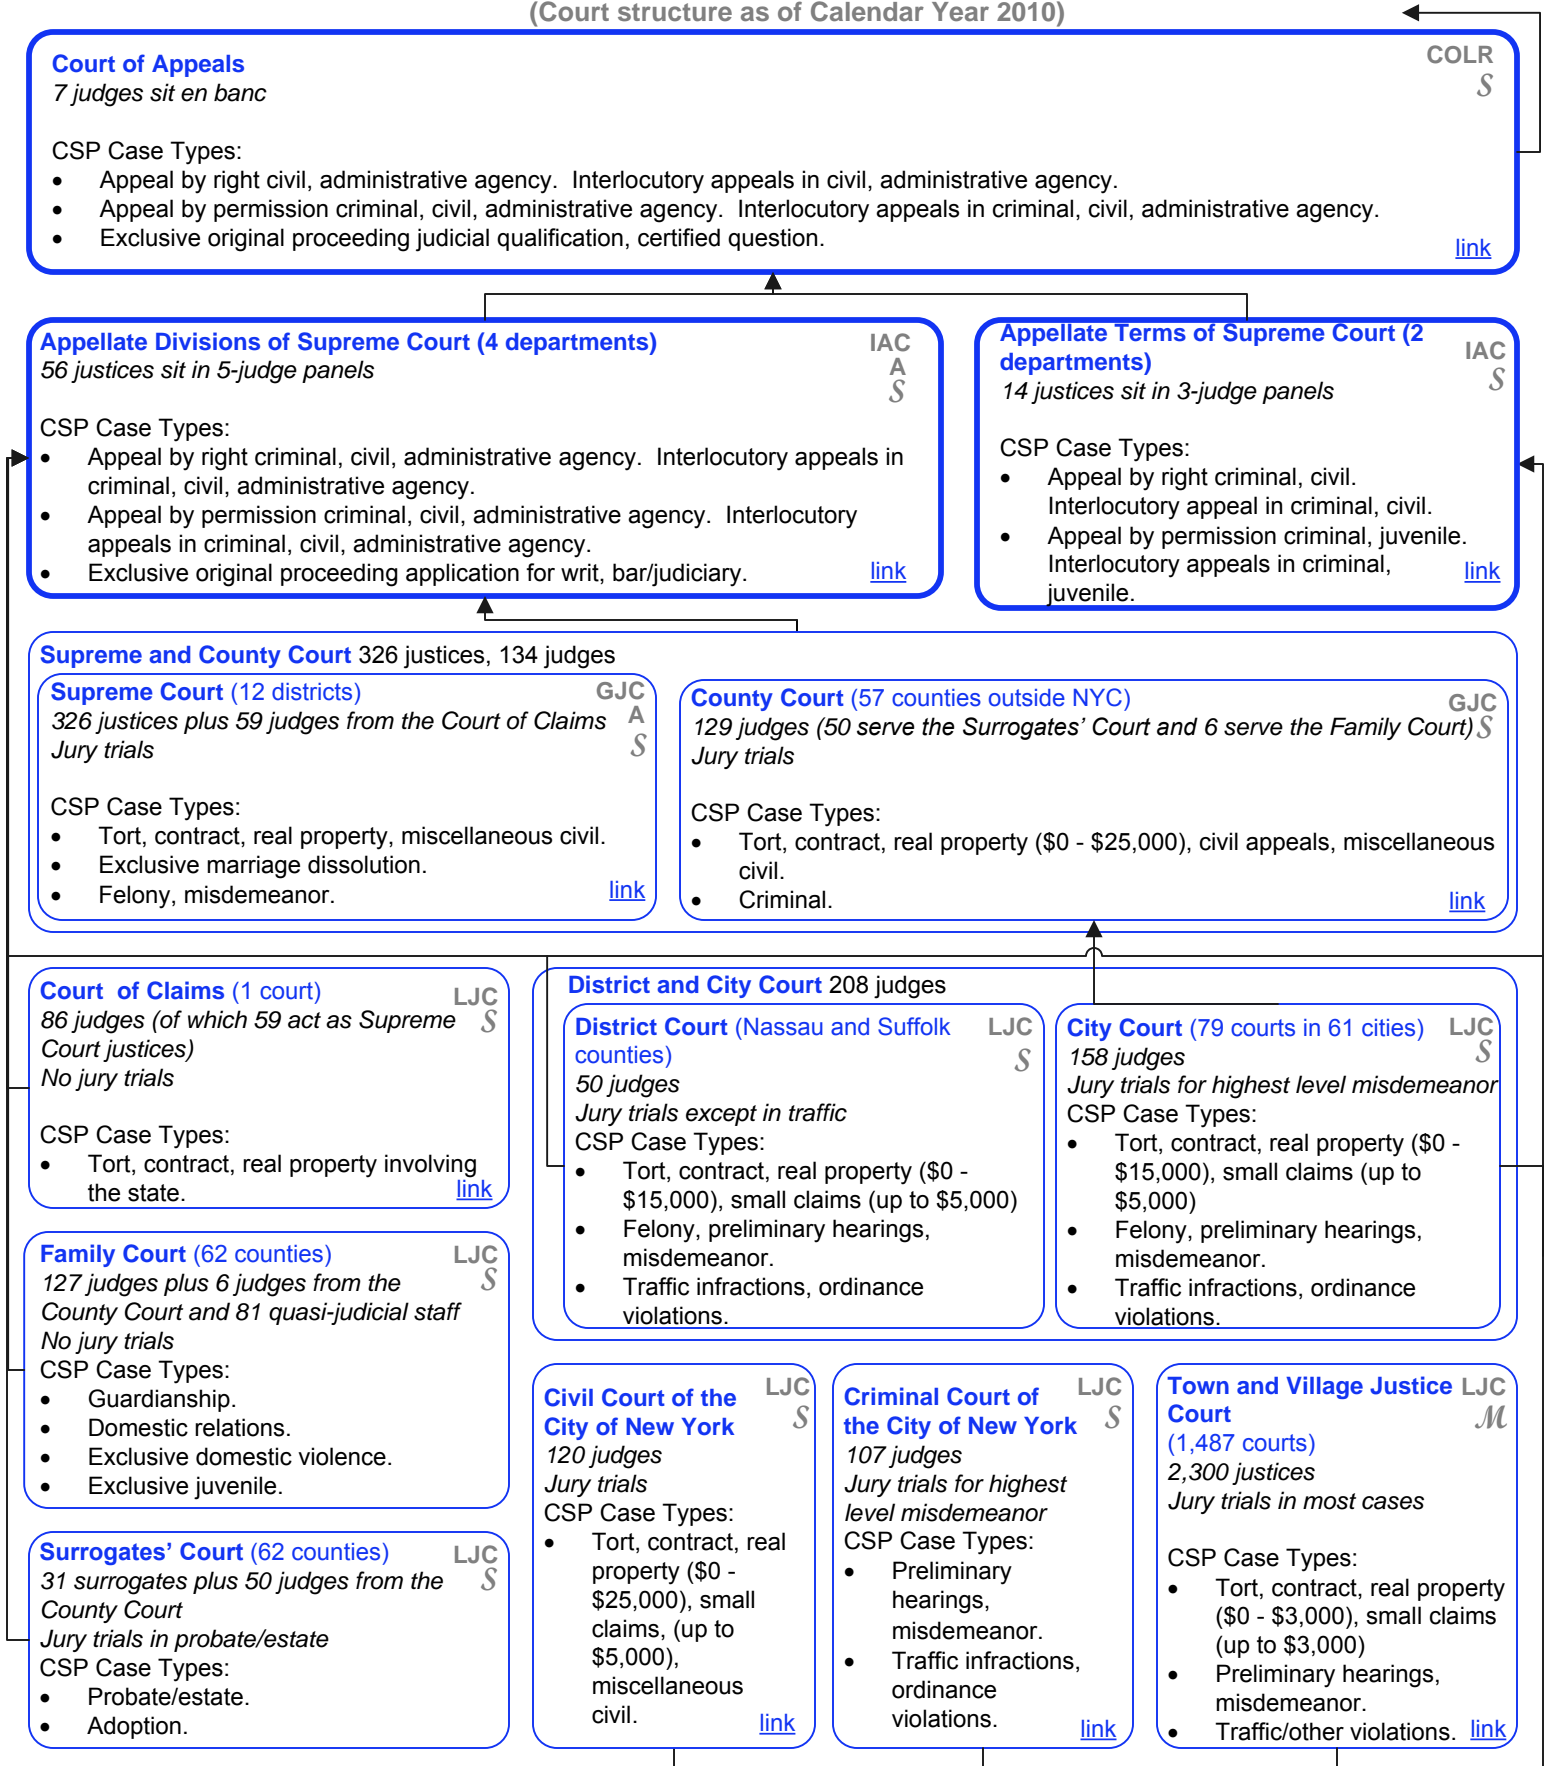 (Court structure as of Calendar Year 2010)
Court of Appeals
COLR
7 judges sit en banc
S
CSP Case Types:
• Appeal by right civil, administrative agency. Interlocutory appeals in civil, administrative agency.
• Appeal by permission criminal, civil, administrative agency. Interlocutory appeals in criminal, civil, administrative agency.
• Exclusive original proceeding judicial qualification, certified question.
link
Appellate Divisions of Supreme Court (4 departments)
IAC
56 justices sit in 5-judge panels
A
S
CSP Case Types:
• Appeal by right criminal, civil, administrative agency. Interlocutory appeals in
criminal, civil, administrative agency.
• Appeal by permission criminal, civil, administrative agency. Interlocutory
appeals in criminal, civil, administrative agency.
• Exclusive original proceeding application for writ, bar/judiciary.
link
Appellate Terms of Supreme Court (2
departments)
IAC
14 justices sit in 3-judge panels
S
CSP Case Types:
• Appeal by right criminal, civil.
Interlocutory appeal in criminal, civil.
• Appeal by permission criminal, juvenile.
Interlocutory appeals in criminal,
juvenile.
link
Supreme and County Court 326 justices, 134 judges
Supreme Court (12 districts)
GJC
326 justices plus 59 judges from the Court of Claims
A
Jury trials
S
CSP Case Types:
• Tort, contract, real property, miscellaneous civil.
• Exclusive marriage dissolution.
• Felony, misdemeanor.
link
County Court (57 counties outside NYC)
GJC
129 judges (50 serve the Surrogates' Court and 6 serve the Family Court)
S
Jury trials
CSP Case Types:
• Tort, contract, real property ($0 - $25,000), civil appeals, miscellaneous
civil.
• Criminal.
link
Court of Claims (1 court)
LJC
86 judges (of which 59 act as Supreme
S
Court justices)
No jury trials
CSP Case Types:
• Tort, contract, real property involving
the state.
link
District and City Court 208 judges
District Court (Nassau and Suffolk
LJC
counties)
S
50 judges
Jury trials except in traffic
CSP Case Types:
• Tort, contract, real property ($0 -
$15,000), small claims (up to $5,000)
• Felony, preliminary hearings,
misdemeanor.
• Traffic infractions, ordinance
violations.
City Court (79 courts in 61 cities)
LJC
158 judges
S
Jury trials for highest level misdemeanor
CSP Case Types:
• Tort, contract, real property ($0 -
$15,000), small claims (up to
$5,000)
• Felony, preliminary hearings,
misdemeanor.
• Traffic infractions, ordinance
violations.
Family Court (62 counties)
LJC
127 judges plus 6 judges from the
S
County Court and 81 quasi-judicial staff
No jury trials
CSP Case Types:
• Guardianship.
• Domestic relations.
• Exclusive domestic violence.
• Exclusive juvenile.
Surrogates' Court (62 counties)
LJC
31 surrogates plus 50 judges from the
S
County Court
Jury trials in probate/estate
CSP Case Types:
• Probate/estate.
• Adoption.
Civil Court of the
LJC
City of New York
S
120 judges
Jury trials
CSP Case Types:
• Tort, contract, real
property ($0 -
$25,000), small
claims, (up to
$5,000),
miscellaneous
civil.
link
Criminal Court of
LJC
the City of New York
S
107 judges
Jury trials for highest
level misdemeanor
CSP Case Types:
• Preliminary
hearings,
misdemeanor.
• Traffic infractions,
ordinance
violations.
link
Town and Village Justice
LJC
Court
M
(1,487 courts)
2,300 justices
Jury trials in most cases
CSP Case Types:
• Tort, contract, real property
($0 - $3,000), small claims
(up to $3,000)
• Preliminary hearings,
misdemeanor.
• Traffic/other violations.
link